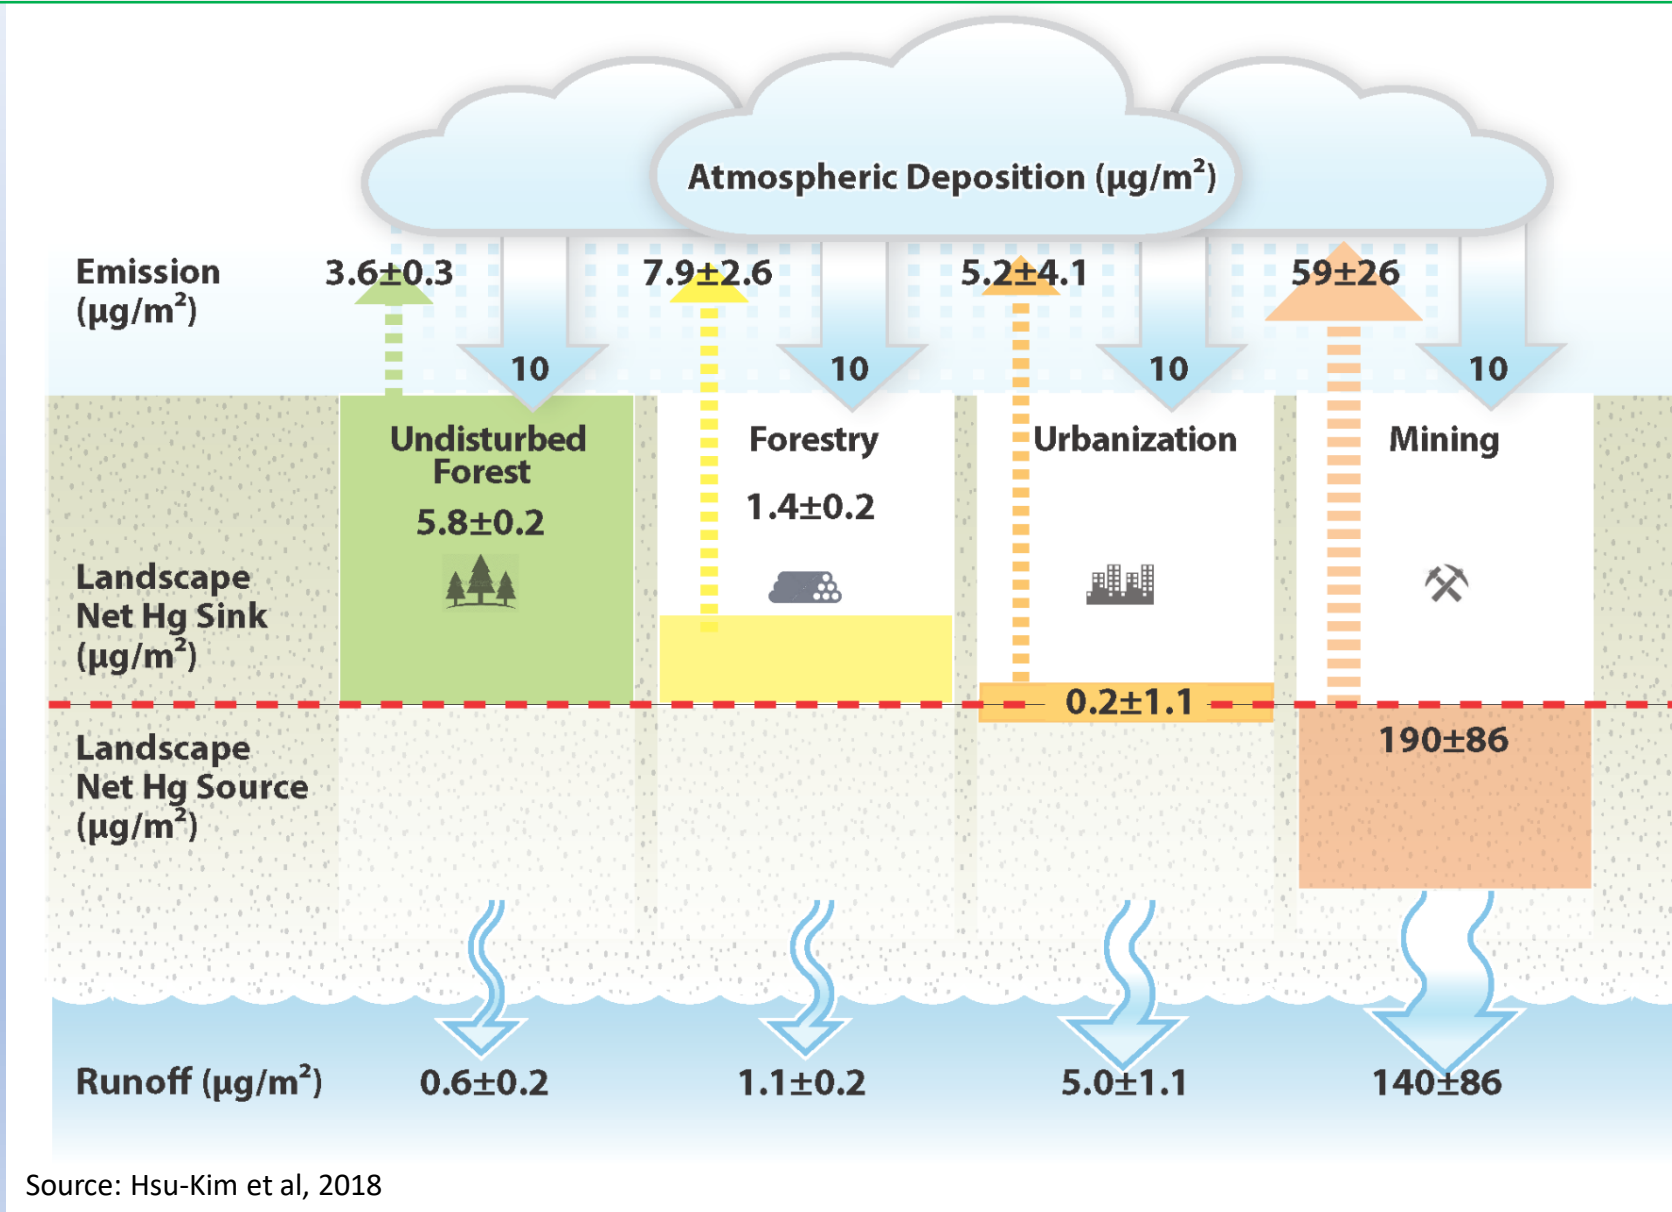 Atmospheric Deposition (µg/m²)
Emission
(µg/m²)
3.6±0.3
7.9±2.6
5.2±4.1
59±26
10
10
10
10
Undisturbed
Forest
5.8±0.2
Forestry
1.4±0.2
Urbanization
Mining
Landscape
Net Hg Sink
(µg/m²)
0.2±1.1
Landscape
Net Hg Source
(µg/m²)
190±86
Runoff (µg/m²)
0.6±0.2
1.1±0.2
5.0±1.1
140±86
Source: Hsu-Kim et al, 2018